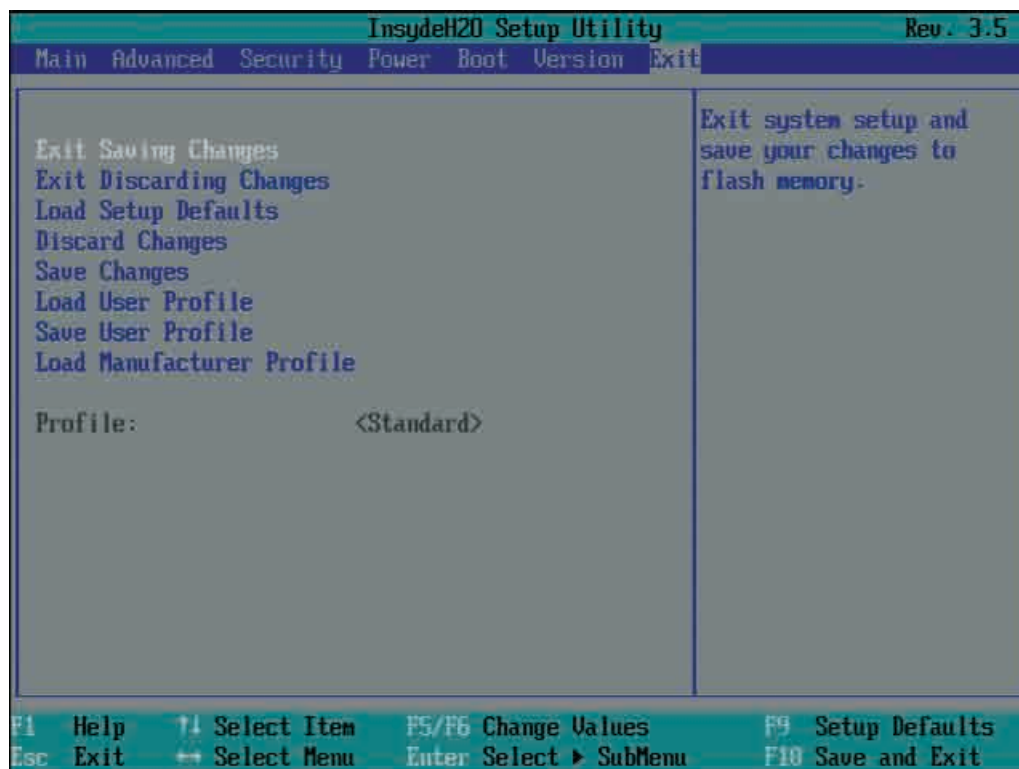 InsydeH2O Setup Utility Rev. 3.5
Main Advanced Security Power Boot Version Exit
Exit Saving Changes
Exit Discarding Changes
Load Setup Defaults
Discard Changes
Save Changes
Load User Profile
Save User Profile
Load Manufacturer Profile
Profile: <Standard>
Exit system setup and
save your changes to
flash memory.
F1 Help ↑↓ Select Item F5/F6 Change Values F9 Setup Defaults
Esc Exit ↔ Select Menu Enter Select ▶ SubMenu F10 Save and Exit